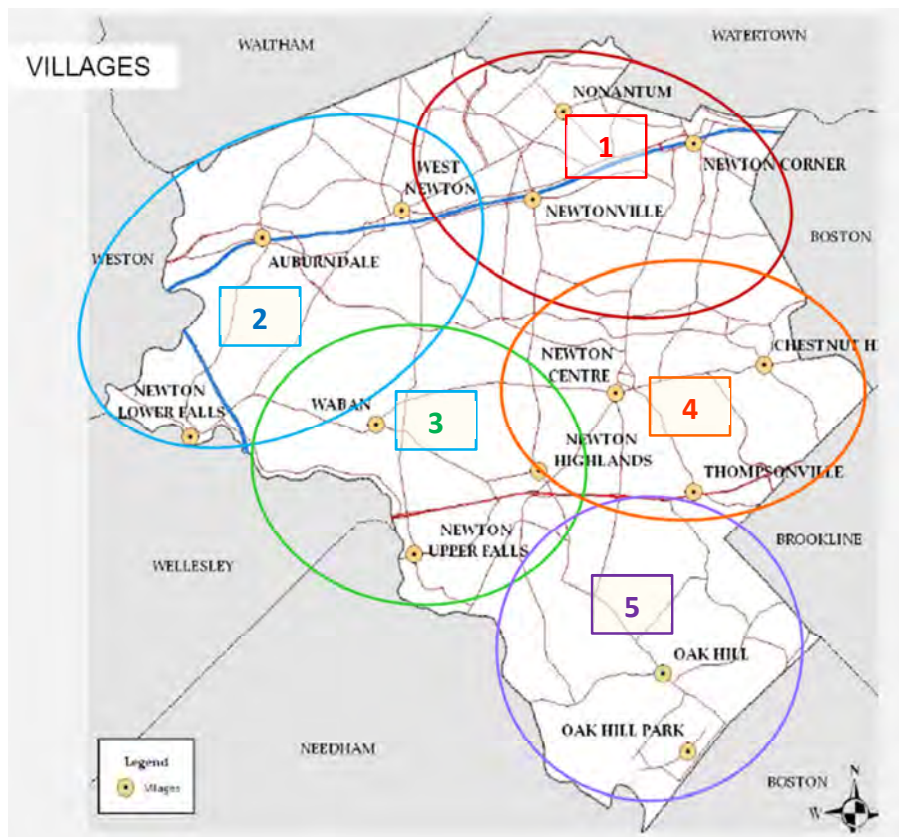 WALTHAM
WATERTOWN
VILLAGES
NONANTUM
1
NEWTON CORNER
WEST
NEWTON
NEWTONVILLE
BOSTON
WESTON
AUBURNDALE
2
CHESTNUT H
NEWTON
CENTRE
NEWTON
LOWER FALLS
WABAN
3
4
NEWTON
HIGHLANDS
THOMPSONVILLE
NEWTON
UPPER FALLS
BROOKLINE
WELLESLEY
5
OAK HILL
OAK HILL PARK
NEEDHAM
Legend
Villages
BOSTON
N
W